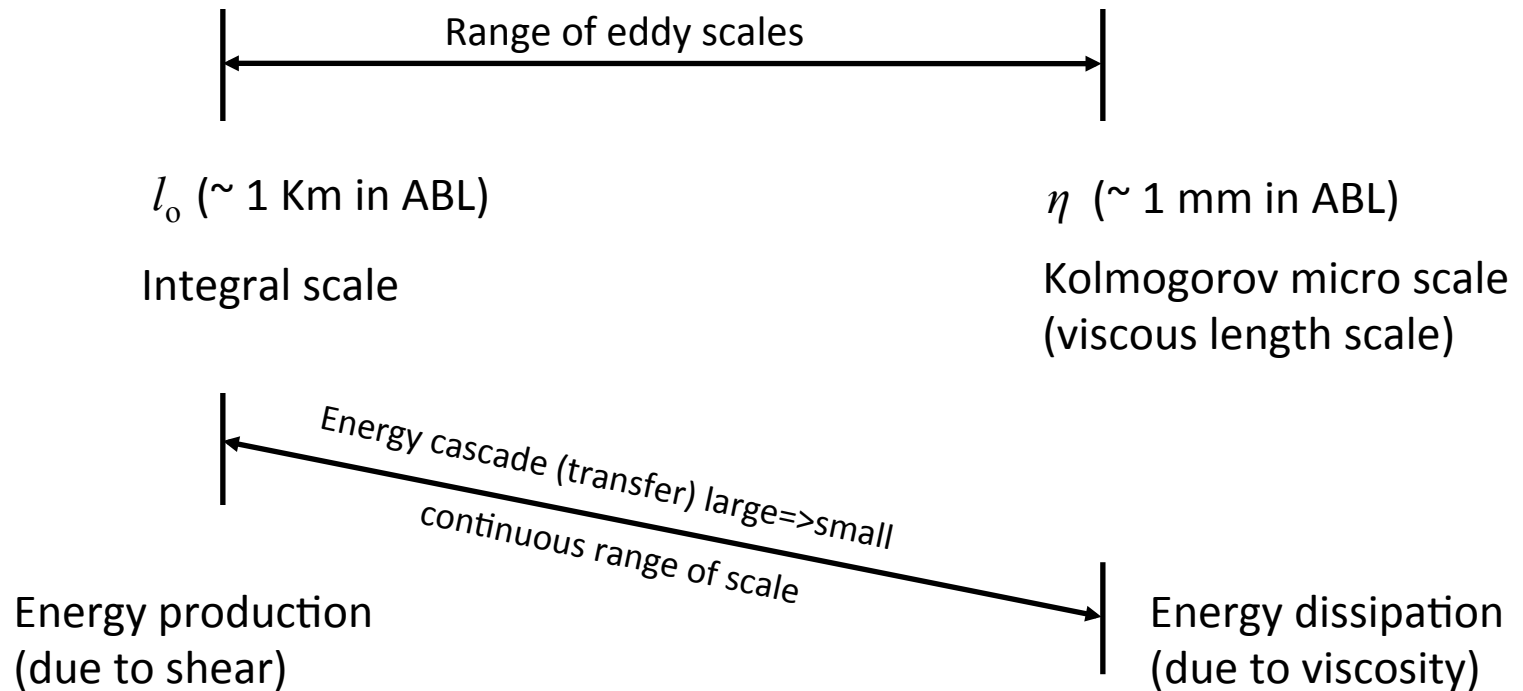 Range of eddy scales
lₒ (~ 1 Km in ABL)
η (~ 1 mm in ABL)
Integral scale
Kolmogorov micro scale
(viscous length scale)
Energy cascade (transfer) large=>small
continuous range of scale
Energy production
(due to shear)
Energy dissipation
(due to viscosity)